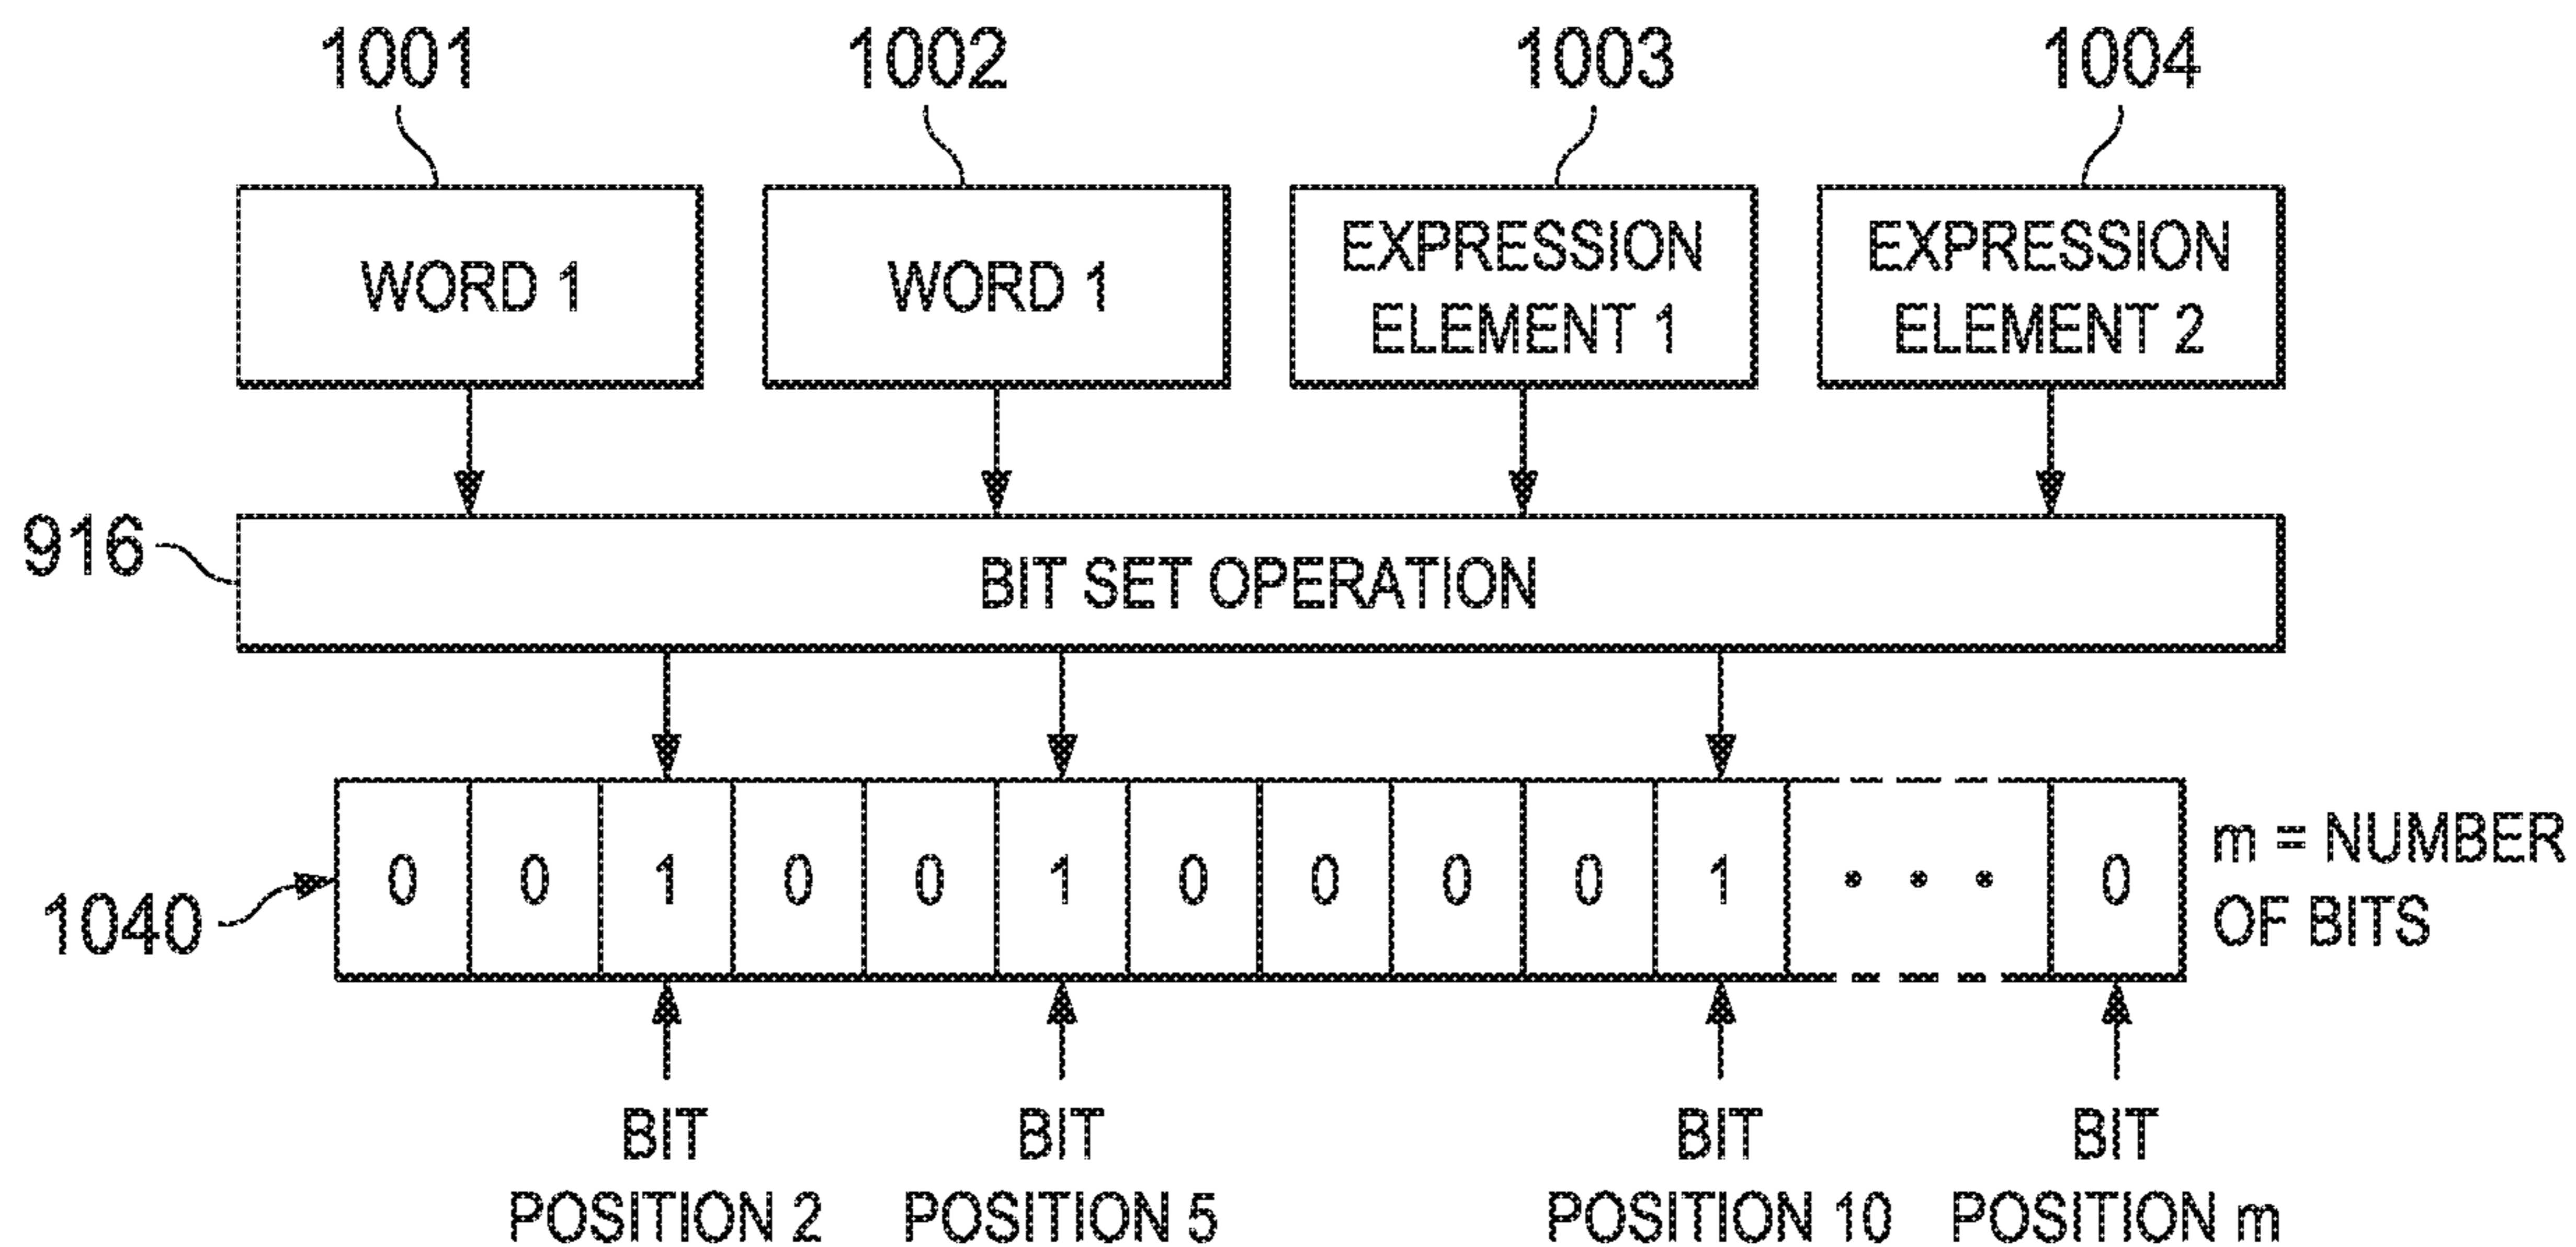 1001 1002 1003 1004
WORD 1 WORD 1 EXPRESSION ELEMENT 1 EXPRESSION ELEMENT 2
916
BIT SET OPERATION
0 0 1 0 0 1 0 0 0 0 1 • • • 0
m = NUMBER
OF BITS
1040
BIT
POSITION 2
BIT
POSITION 5
BIT
POSITION 10
BIT
POSITION m